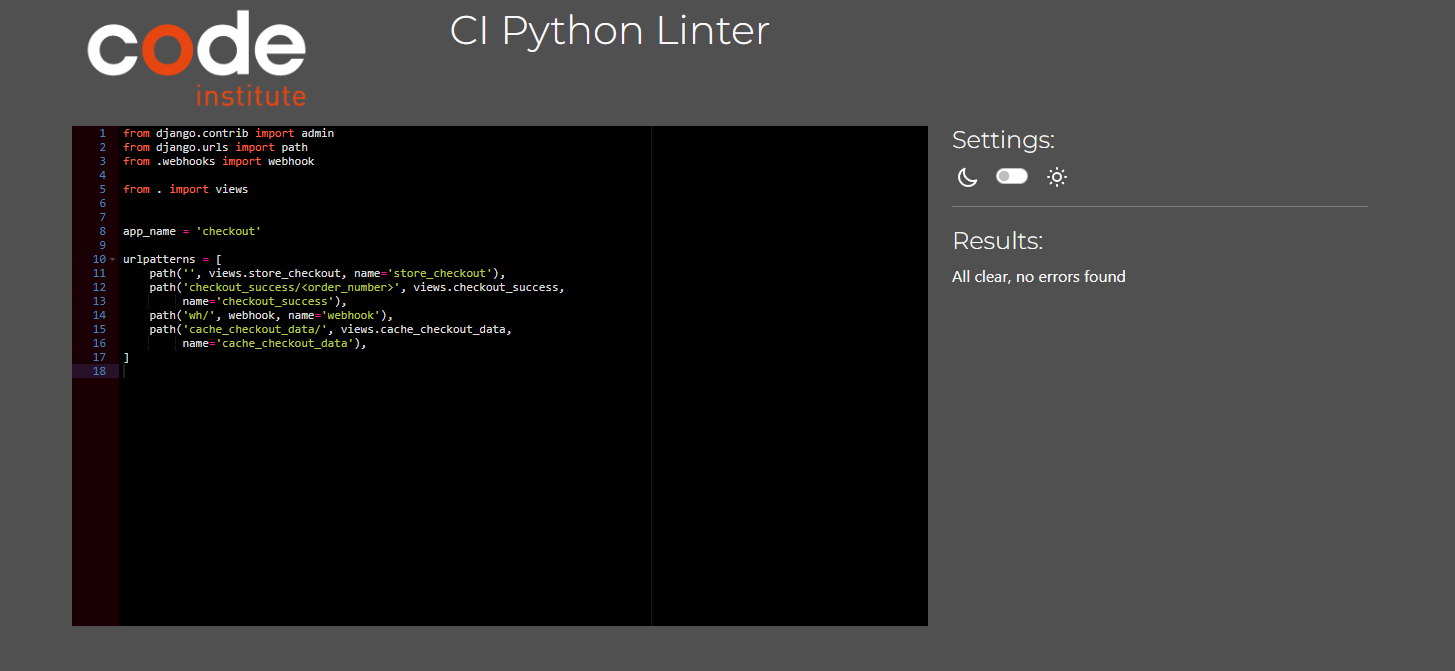 code
institute
CI Python Linter
1 from django.contrib import admin
2 from django.urls import path
3 from .webhooks import webhook
4
5 from . import views
6
7
8 app_name = 'checkout'
9
10 urlpatterns = [
11     path('', views.store_checkout, name='store_checkout'),
12     path('checkout_success/<order_number>', views.checkout_success,
13          name='checkout_success'),
14     path('wh/', webhook, name='webhook'),
15     path('cache_checkout_data/', views.cache_checkout_data,
16          name='cache_checkout_data'),
17 ]
18
Settings:
Results:
All clear, no errors found